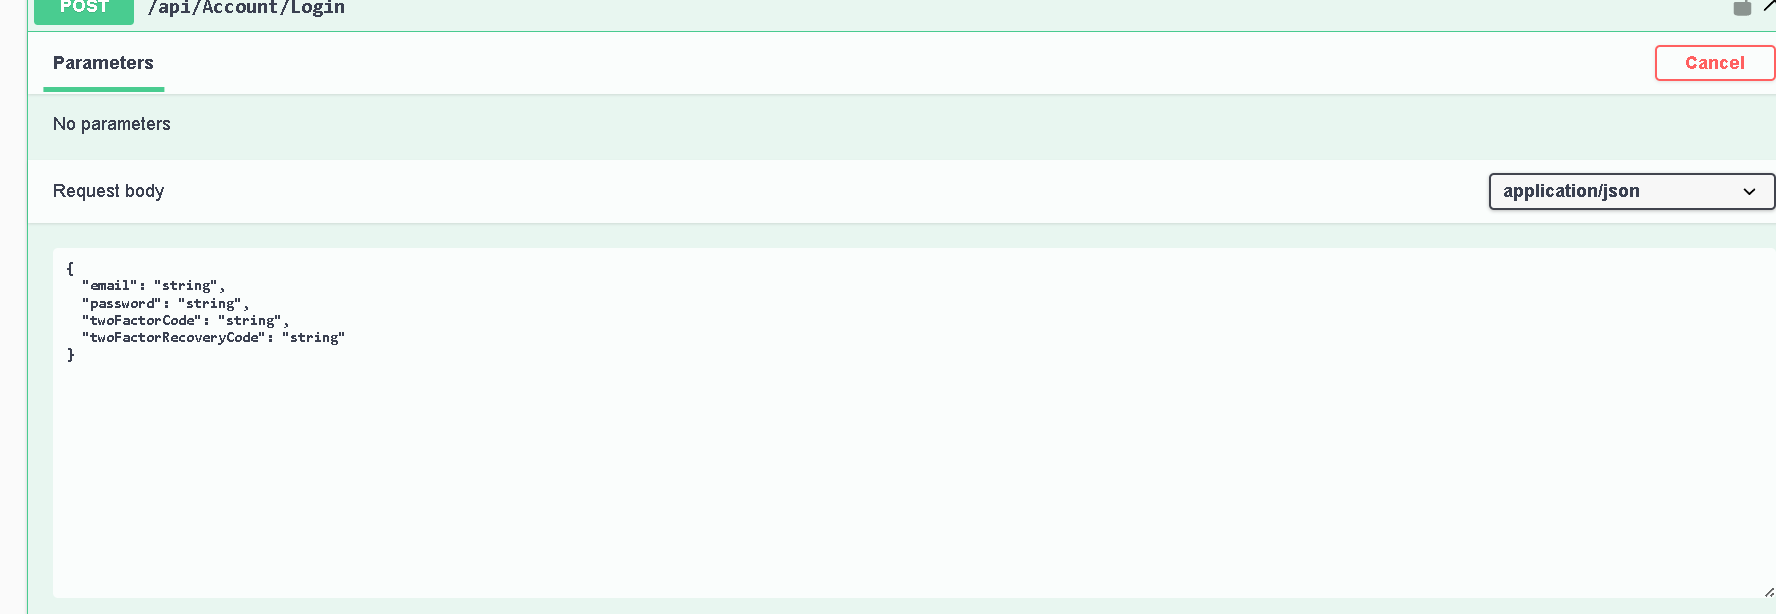 POST /api/Account/Login
Parameters
Cancel
No parameters
Request body
application/json
{
  "email": "string",
  "password": "string",
  "twoFactorCode": "string",
  "twoFactorRecoveryCode": "string"
}